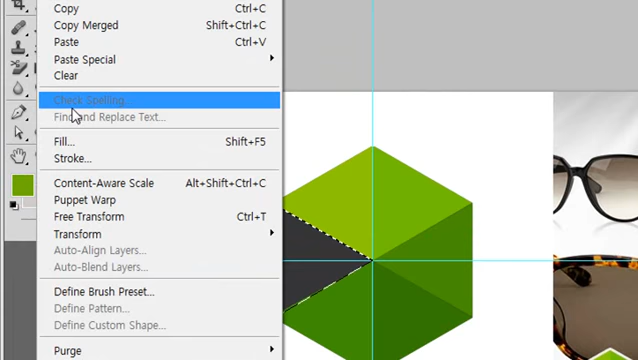 Copy Ctrl+C
Copy Merged Shift+Ctrl+C
Paste Ctrl+V
Paste Special
Clear
Check Spelling
Find and Replace Text...
Fill... Shift+F5
Stroke...
Content-Aware Scale Alt+Shift+Ctrl+C
Puppet Warp
Free Transform Ctrl+T
Transform
Auto-Align Layers...
Auto-Blend Layers...
Define Brush Preset...
Define Pattern...
Define Custom Shape...
Purge